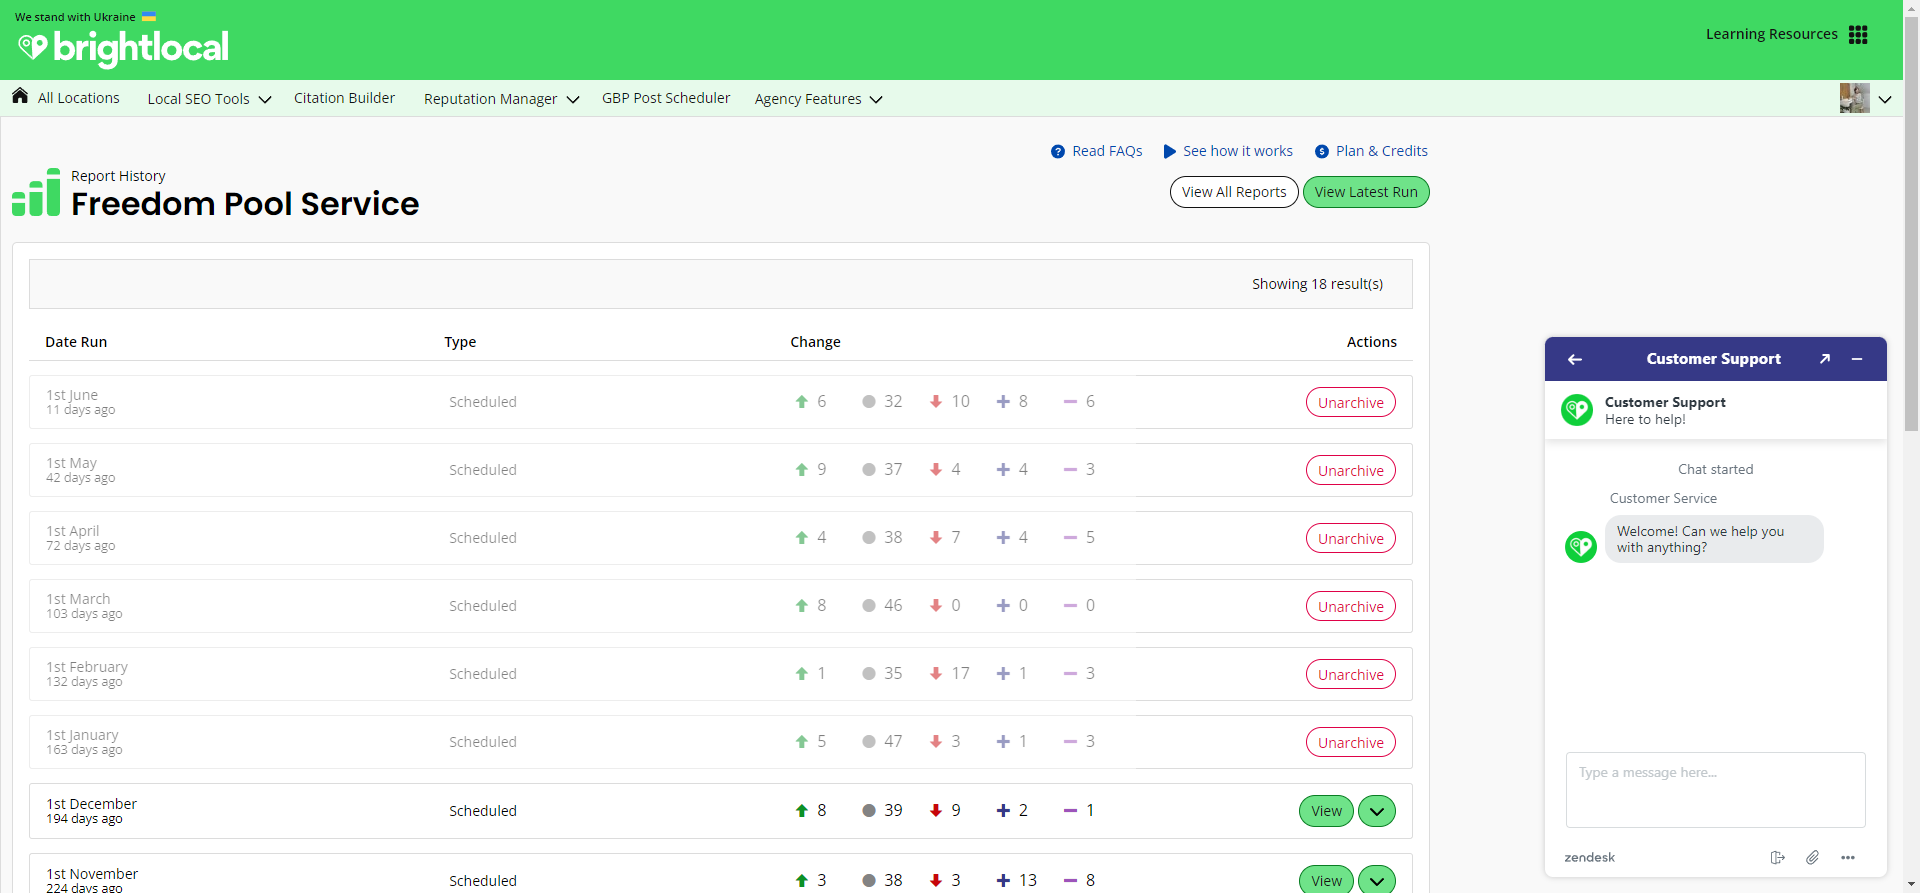 We stand with Ukraine
brightlocal
Learning Resources
All Locations
Local SEO Tools
Citation Builder
Reputation Manager
GBP Post Scheduler
Agency Features
Read FAQs
See how it works
Plan & Credits
Report History
Freedom Pool Service
View All Reports
View Latest Run
Showing 18 result(s)
Date Run Type Change Actions
1st June
11 days ago
Scheduled 6 32 10 8 6 Unarchive
1st May
42 days ago
Scheduled 9 37 4 4 3 Unarchive
1st April
72 days ago
Scheduled 4 38 7 4 5 Unarchive
1st March
103 days ago
Scheduled 8 46 0 0 0 Unarchive
1st February
132 days ago
Scheduled 1 35 17 1 3 Unarchive
1st January
163 days ago
Scheduled 5 47 3 1 3 Unarchive
1st December
194 days ago
Scheduled 8 39 9 2 1 View
1st November
224 days ago
Scheduled 3 38 3 13 8 View
Customer Support
Customer Support
Here to help!
Chat started
Customer Service
Welcome! Can we help you
with anything?
Type a message here...
zendesk